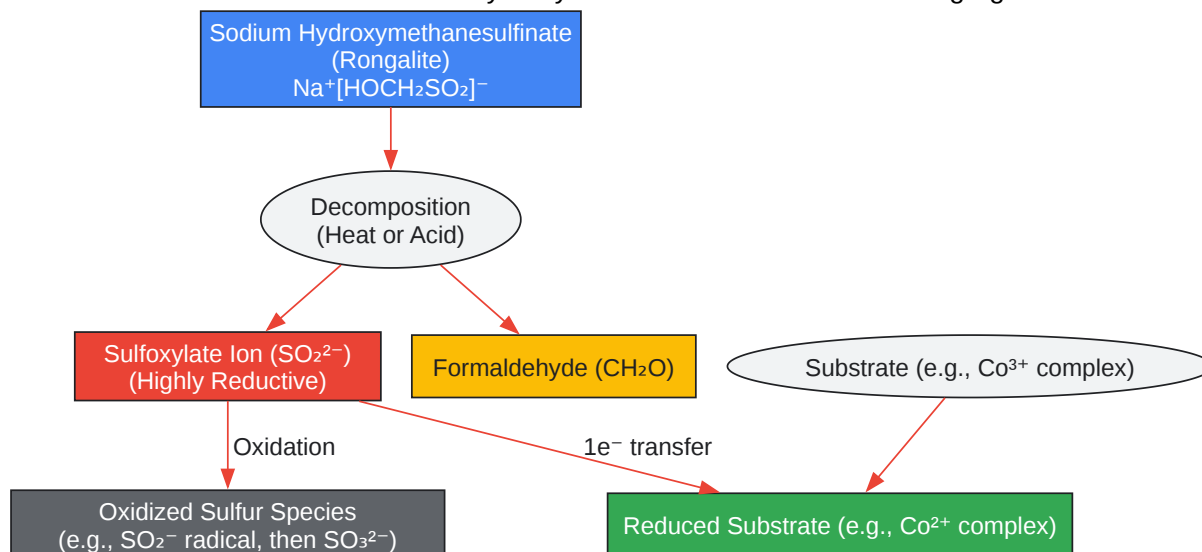 Sodium Hydroxymethanesulfinate
(Rongalite)
Na⁺[HOCH₂SO₂]⁻
Decomposition
(Heat or Acid)
Sulfoxylate Ion (SO₂²⁻)
(Highly Reductive)
Formaldehyde (CH₂O)
Substrate (e.g., Co³⁺ complex)
Oxidation
1e⁻ transfer
Oxidized Sulfur Species
(e.g., SO₂⁻ radical, then SO₃²⁻)
Reduced Substrate (e.g., Co²⁺ complex)